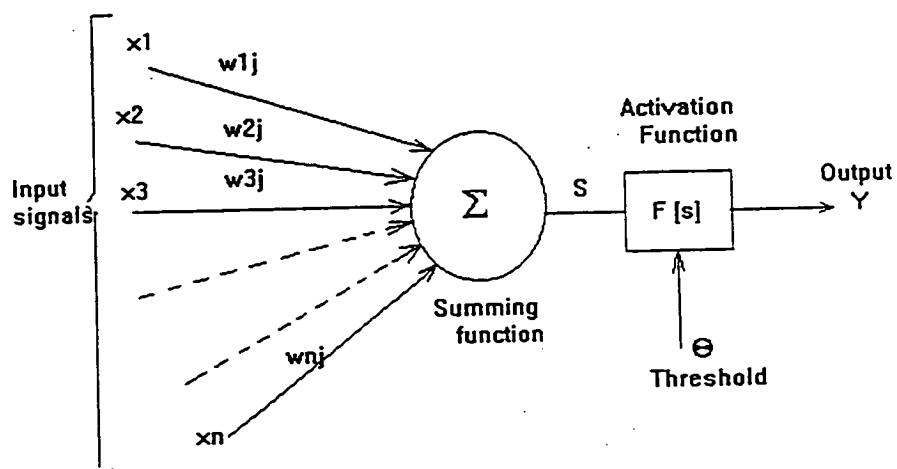 x1
w1j
x2
w2j
Activation
Function
Input
signals
x3
w3j
Σ
S
F [s]
Output
Y
Summing
function
wnj
Θ
Threshold
xn